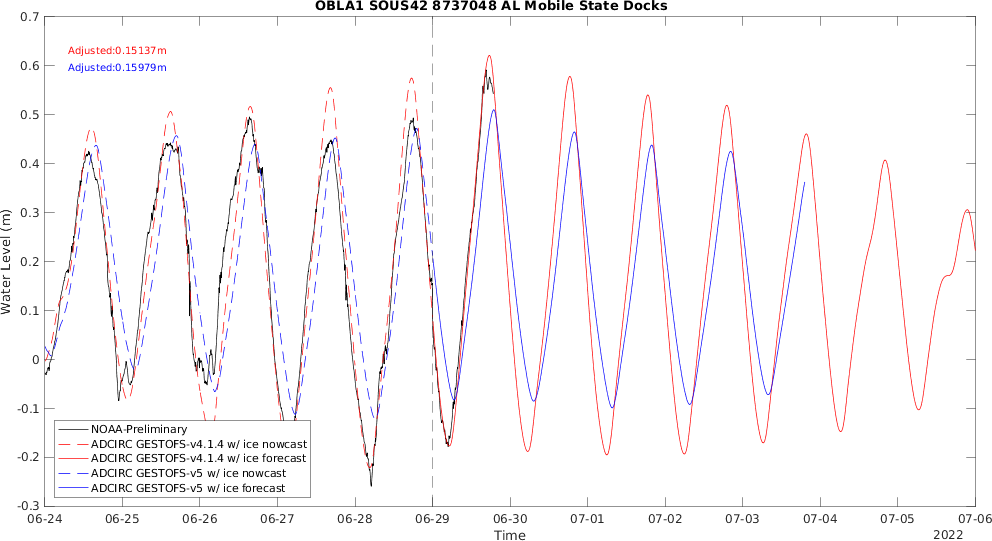 OBLA1 SOUS42 8737048 AL Mobile State Docks
0.7
0.6
0.5
0.4
0.3
0.2
0.1
0
-0.1
-0.2
-0.3
Water Level (m)
Adjusted:0.15137m
Adjusted:0.15979m
NOAA-Preliminary
ADCIRC GESTOFS-v4.1.4 w/ ice nowcast
ADCIRC GESTOFS-v4.1.4 w/ ice forecast
ADCIRC GESTOFS-v5 w/ ice nowcast
ADCIRC GESTOFS-v5 w/ ice forecast
06-24 06-25 06-26 06-27 06-28 06-29 06-30 07-01 07-02 07-03 07-04 07-05 07-06
Time
2022